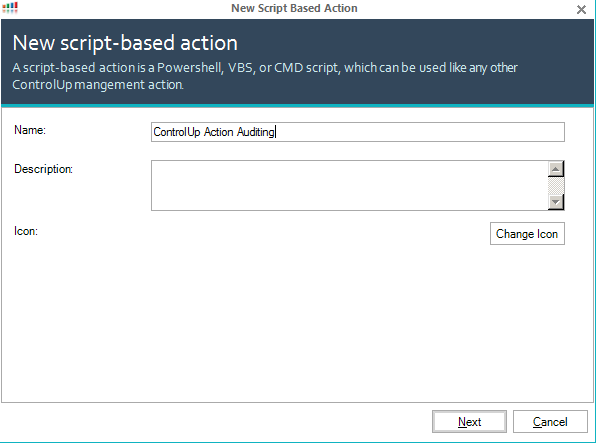 New Script Based Action
New script-based action
A script-based action is a Powershell, VBS, or CMD script, which can be used like any other
ControlUp mangement action.
Name:
ControlUp Action Auditing
Description:
Icon:
Change Icon
Next
Cancel